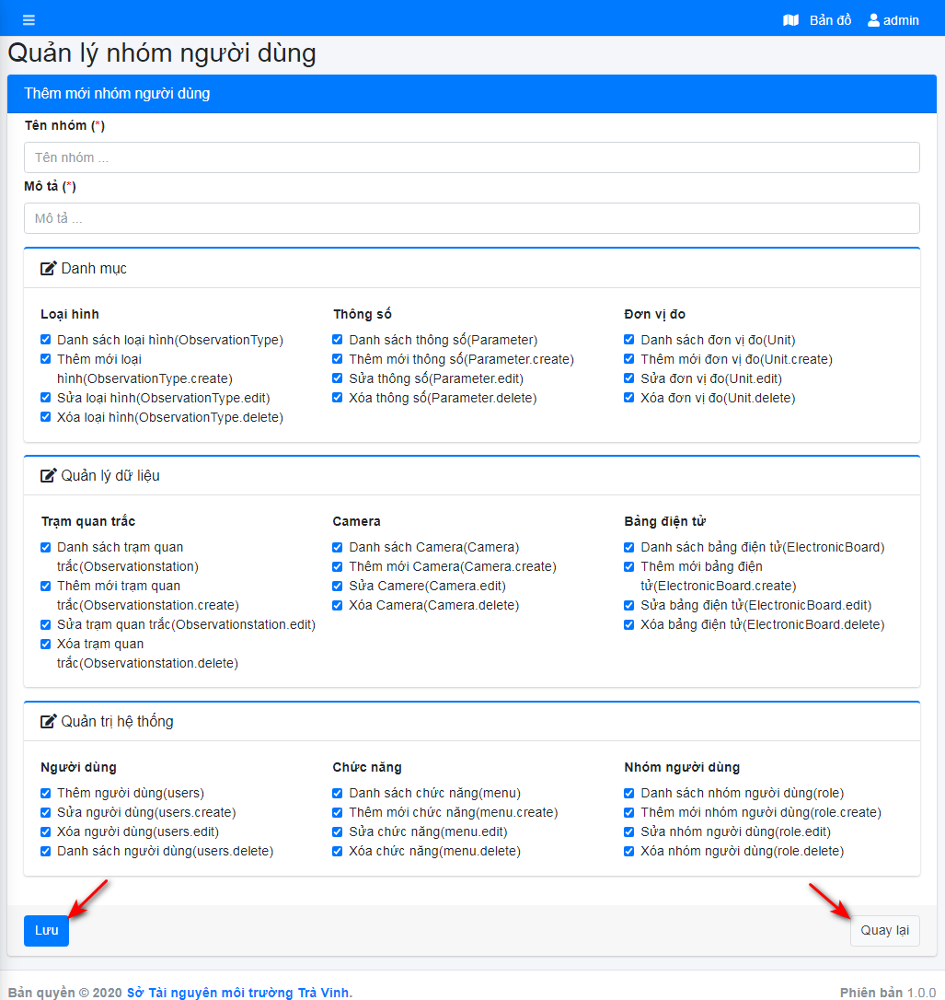 Bản đồ admin
Quản lý nhóm người dùng
Thêm mới nhóm người dùng
Tên nhóm (*)
Tên nhóm ...
Mô tả (*)
Mô tả ...
Danh mục
Loại hình
Danh sách loại hình(ObservationType)
Thêm mới loại
hình(ObservationType.create)
Sửa loại hình(ObservationType.edit)
Xóa loại hình(ObservationType.delete)
Thông số
Danh sách thông số(Parameter)
Thêm mới thông số(Parameter.create)
Sửa thông số(Parameter.edit)
Xóa thông số(Parameter.delete)
Đơn vị đo
Danh sách đơn vị đo(Unit)
Thêm mới đơn vị đo(Unit.create)
Sửa đơn vị đo(Unit.edit)
Xóa đơn vị đo(Unit.delete)
Quản lý dữ liệu
Trạm quan trắc
Danh sách trạm quan
trắc(Observationstation)
Thêm mới trạm quan
trắc(Observationstation.create)
Sửa trạm quan trắc(Observationstation.edit)
Xóa trạm quan
trắc(Observationstation.delete)
Camera
Danh sách Camera(Camera)
Thêm mới Camera(Camera.create)
Sửa Camere(Camera.edit)
Xóa Camera(Camera.delete)
Bảng điện tử
Danh sách bảng điện tử(ElectronicBoard)
Thêm mới bảng điện
tử(ElectronicBoard.create)
Sửa bảng điện tử(ElectronicBoard.edit)
Xóa bảng điện tử(ElectronicBoard.delete)
Quản trị hệ thống
Người dùng
Thêm người dùng(users)
Sửa người dùng(users.create)
Xóa người dùng(users.edit)
Danh sách người dùng(users.delete)
Chức năng
Danh sách chức năng(menu)
Thêm mới chức năng(menu.create)
Sửa chức năng(menu.edit)
Xóa chức năng(menu.delete)
Nhóm người dùng
Danh sách nhóm người dùng(role)
Thêm mới nhóm người dùng(role.create)
Sửa nhóm người dùng(role.edit)
Xóa nhóm người dùng(role.delete)
Lưu
Quay lại
Bản quyền © 2020 Sở Tài nguyên môi trường Trà Vinh.
Phiên bản 1.0.0